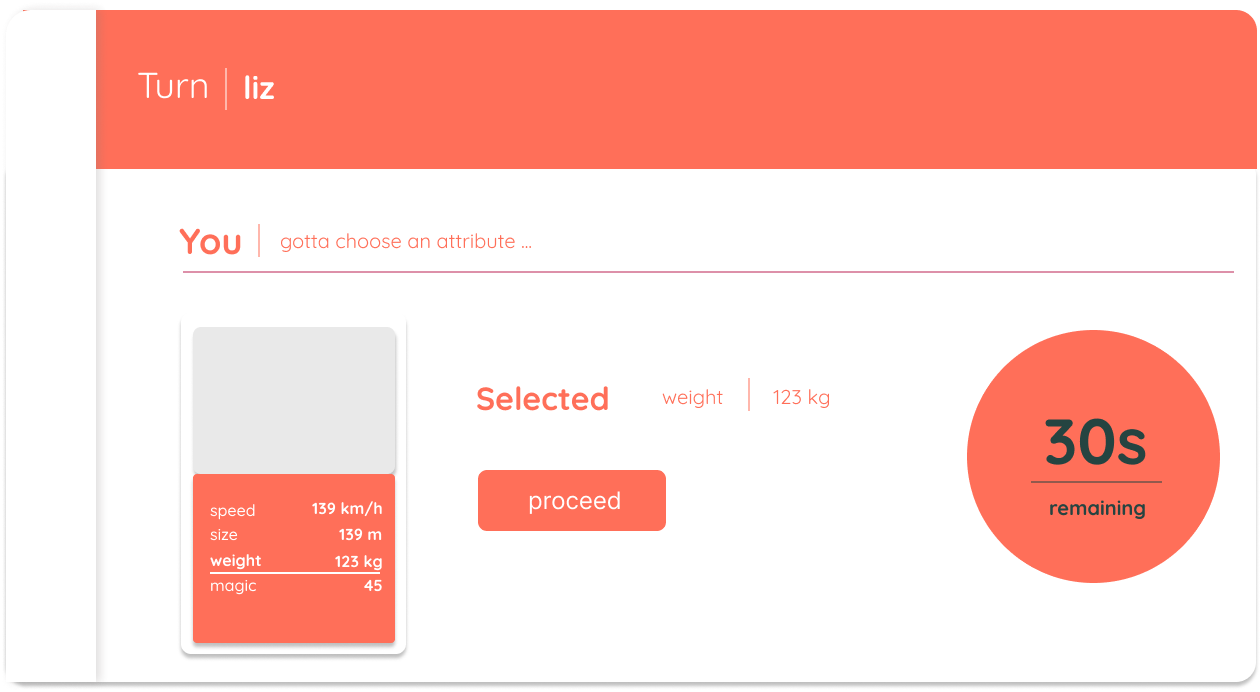 Turn liz
You gotta choose an attribute ...
Selected weight 123 kg
proceed
speed 139 km/h
size 139 m
weight 123 kg
magic 45
30s
remaining